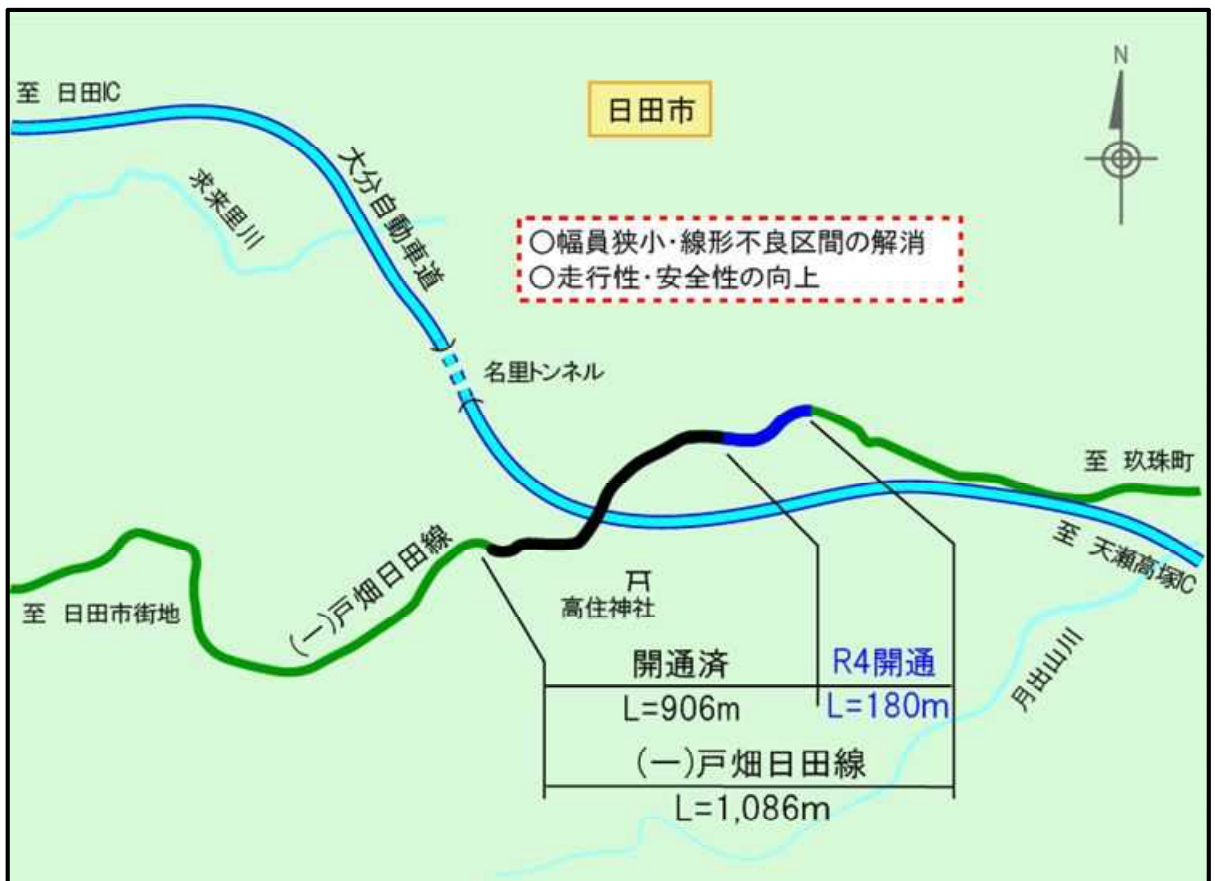 N
至 日田IC
日田市
大分自動車道
求来里川
○幅員狭小・線形不良区間の解消
○走行性・安全性の向上
名里トンネル
至 玖珠町
至 天瀬高塚IC
(一)戸畑日田線
至 日田市街地
高住神社
開通済
R4開通
L=906m
L=180m
月出山川
(一)戸畑日田線
L=1,086m